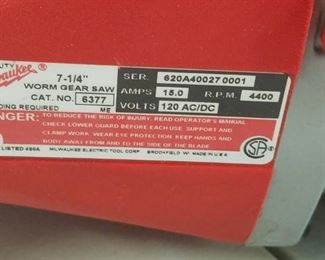 DUTY
Milwaukee ®
7-1/4"
WORM GEAR SAW
CAT. NO. 6377
DING REQUIRED ME
SER. 620A40027 0001
AMPS 15.0 R.P.M. 4400
VOLTS 120 AC/DC
NGER: TO REDUCE THE RISK OF INJURY, READ OPERATOR'S MANUAL
CHECK LOWER GUARD BEFORE EACH USE. SUPPORT AND
CLAMP WORK. WEAR EYE PROTECTION. KEEP HANDS AND
BODY AWAY FROM AND TO THE SIDE OF THE BLADE.
LISTED MILWAUKEE ELECTRIC TOOL CORP. BROOKFIELD WI MADE IN U.S.A.
SA